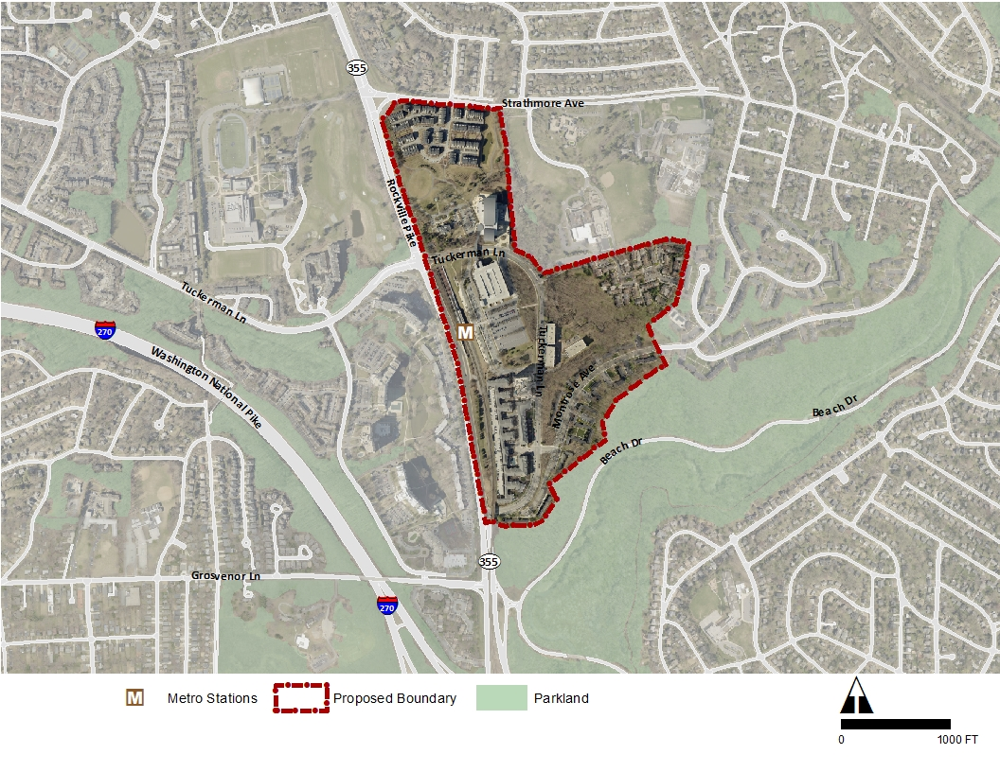 355
Strathmore Ave
Rockville Pike
Tuckerman Ln
Tuckerman Ln
270
M
Tuckerman Ln
Washington National Pike
Montrose Ave
Beach Dr
Beach Dr
355
Grosvenor Ln
270
M Metro Stations Proposed Boundary Parkland
0 1000 FT